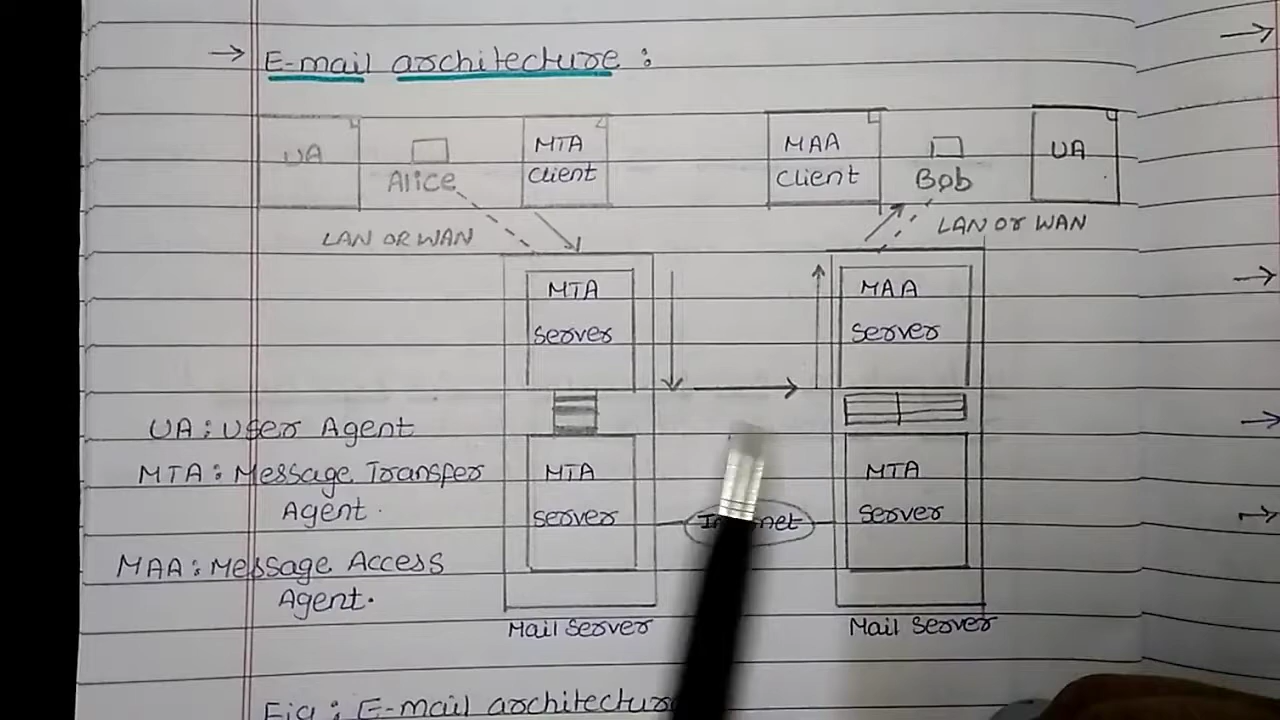 → E-mail architecture :
UA
Alice
MTA
Client
MAA
Client
Bob
UA
LAN OR WAN
LAN Or WAN
MTA
Server
MAA
Server
UA : User Agent
MTA : Message Transfer
Agent.
MAA : Message Access
Agent.
MTA
Server
MTA
Server
Mail Server
Mail Server
Fig : E-mail